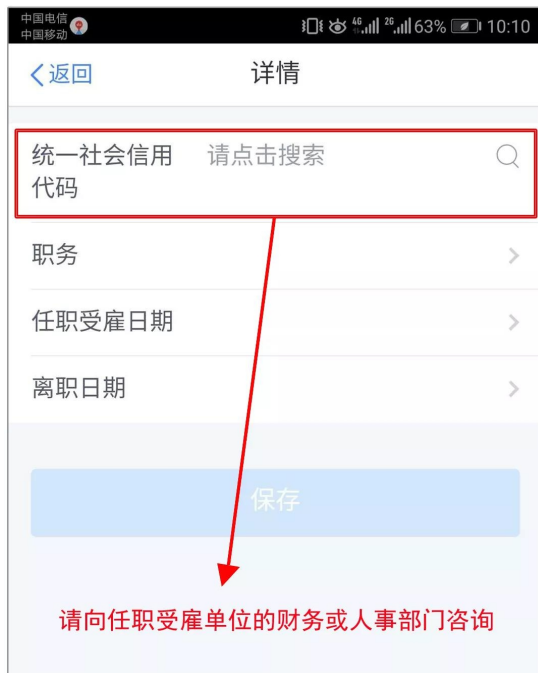 中国电信
中国移动
4G 2G 63% 10:10
返回 详情
统一社会信用 请点击搜索
代码
职务
任职受雇日期
离职日期
保存
请向任职受雇单位的财务或人事部门咨询